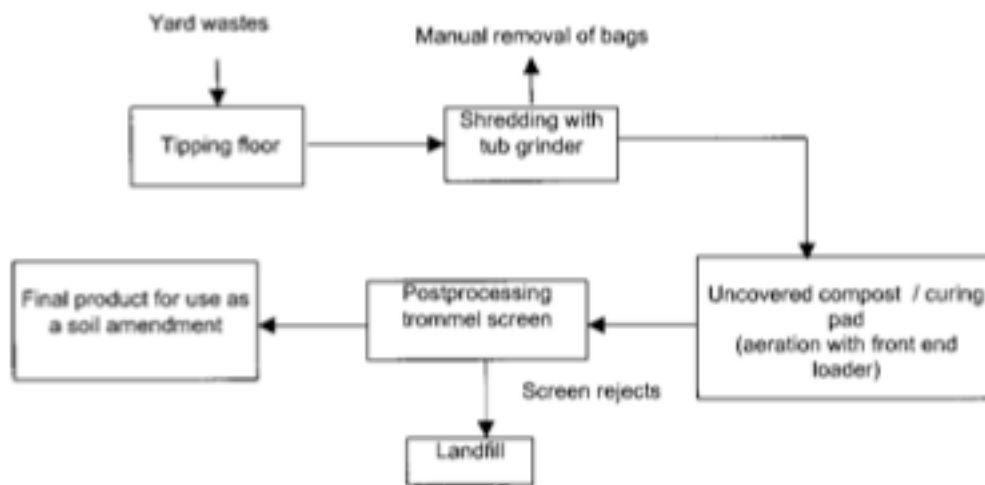 Yard wastes
Manual removal of bags
Tipping floor
Shredding with
tub grinder
Uncovered compost / curing
pad
(aeration with front end
loader)
Postprocessing
trommel screen
Final product for use as
a soil amendment
Screen rejects
Landfill